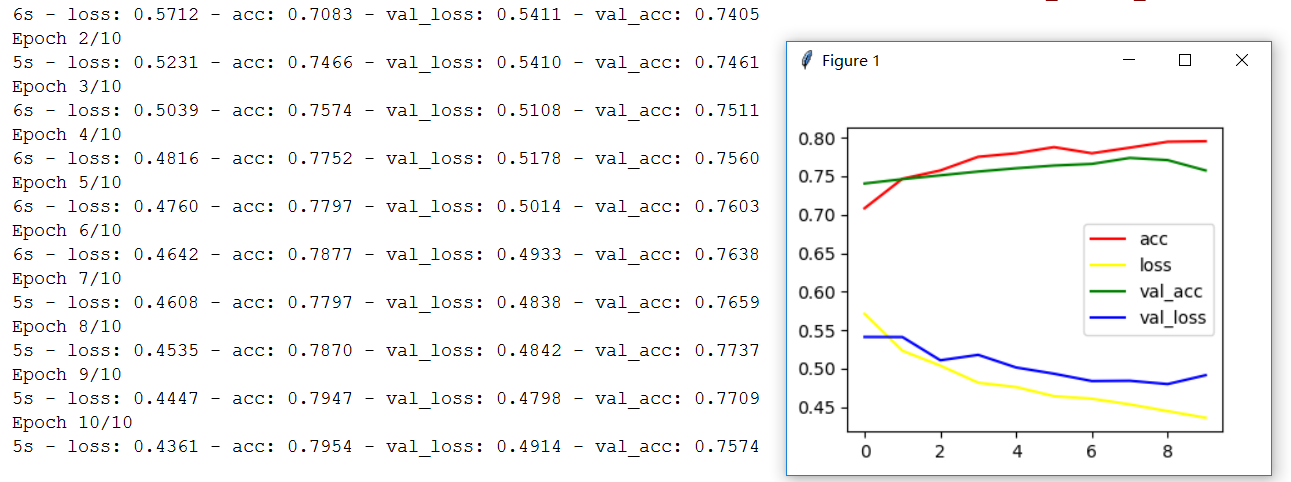 6s - loss: 0.5712 - acc: 0.7083 - val_loss: 0.5411 - val_acc: 0.7405
Epoch 2/10
5s - loss: 0.5231 - acc: 0.7466 - val_loss: 0.5410 - val_acc: 0.7461
Epoch 3/10
6s - loss: 0.5039 - acc: 0.7574 - val_loss: 0.5108 - val_acc: 0.7511
Epoch 4/10
6s - loss: 0.4816 - acc: 0.7752 - val_loss: 0.5178 - val_acc: 0.7560
Epoch 5/10
6s - loss: 0.4760 - acc: 0.7797 - val_loss: 0.5014 - val_acc: 0.7603
Epoch 6/10
6s - loss: 0.4642 - acc: 0.7877 - val_loss: 0.4933 - val_acc: 0.7638
Epoch 7/10
5s - loss: 0.4608 - acc: 0.7797 - val_loss: 0.4838 - val_acc: 0.7659
Epoch 8/10
5s - loss: 0.4535 - acc: 0.7870 - val_loss: 0.4842 - val_acc: 0.7737
Epoch 9/10
5s - loss: 0.4447 - acc: 0.7947 - val_loss: 0.4798 - val_acc: 0.7709
Epoch 10/10
5s - loss: 0.4361 - acc: 0.7954 - val_loss: 0.4914 - val_acc: 0.7574
Figure 1
0.80
0.75
0.70
0.65
0.60
0.55
0.50
0.45
acc
loss
val_acc
val_loss
0 2 4 6 8